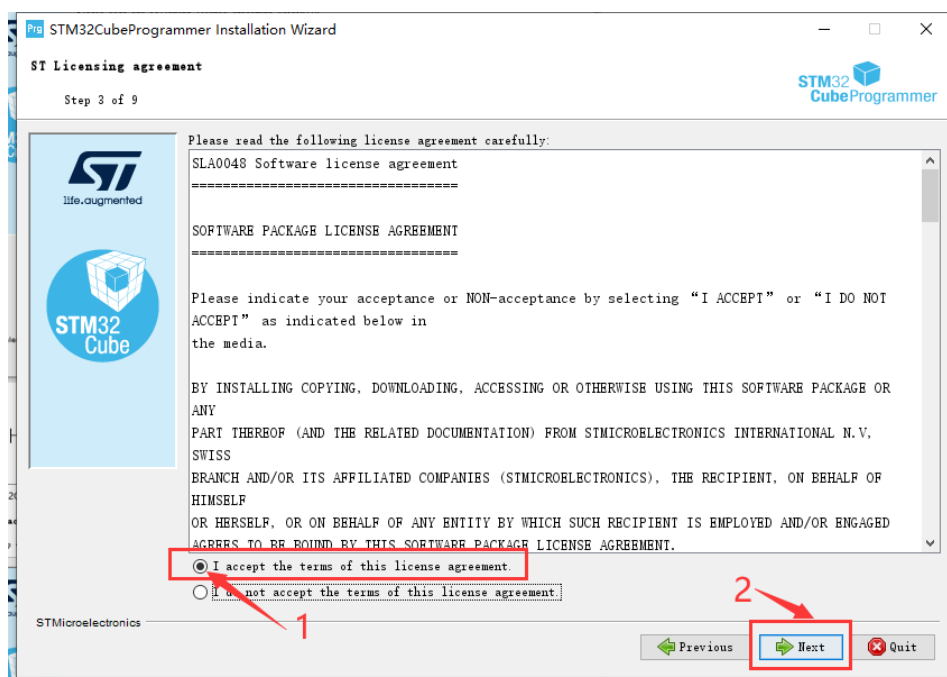 Prg STM32CubeProgrammer Installation Wizard
ST Licensing agreement
Step 3 of 9
STM32
CubeProgrammer
Please read the following license agreement carefully:
SLA0048 Software license agreement
==================================
SOFTWARE PACKAGE LICENSE AGREEMENT
==================================
Please indicate your acceptance or NON-acceptance by selecting “I ACCEPT” or “I DO NOT
ACCEPT” as indicated below in
the media.
BY INSTALLING COPYING, DOWNLOADING, ACCESSING OR OTHERWISE USING THIS SOFTWARE PACKAGE OR
ANY
PART THEREOF (AND THE RELATED DOCUMENTATION) FROM STMICROELECTRONICS INTERNATIONAL N.V,
SWISS
BRANCH AND/OR ITS AFFILIATED COMPANIES (STMICROELECTRONICS), THE RECIPIENT, ON BEHALF OF
HIMSELF
OR HERSELF, OR ON BEHALF OF ANY ENTITY BY WHICH SUCH RECIPIENT IS EMPLOYED AND/OR ENGAGED
AGREES TO BE BOUND BY THIS SOFTWARE PACKAGE LICENSE AGREEMENT.
ST
life.augmented
STM32
Cube
I accept the terms of this license agreement.
I do not accept the terms of this license agreement.
1
2
STMicroelectronics
Previous
Next
Quit